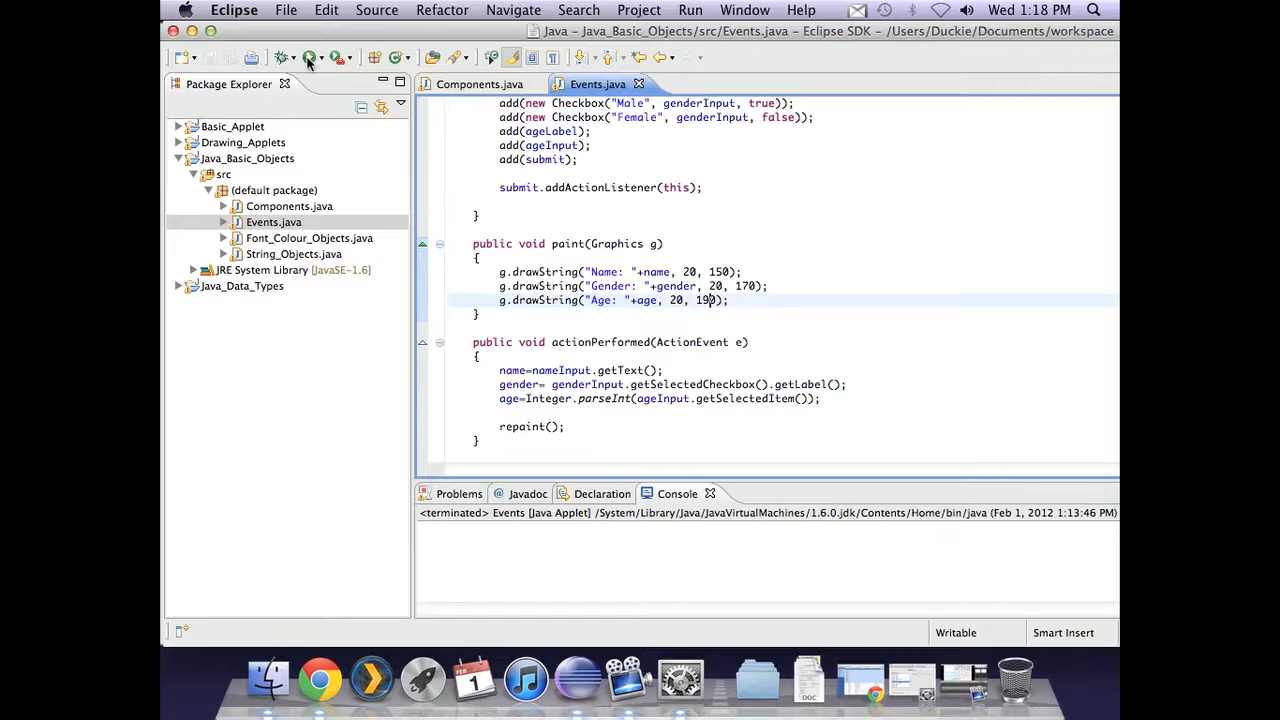 Eclipse File Edit Source Refactor Navigate Search Project Run Window Help Wed 1:18 PM
Java – Java_Basic_Objects/src/Events.java – Eclipse SDK – /Users/Duckie/Documents/workspace
Package Explorer
Components.java
Events.java
Basic_Applet
Drawing_Applets
Java_Basic_Objects
src
(default package)
Components.java
Events.java
Font_Colour_Objects.java
String_Objects.java
JRE System Library [JavaSE-1.6]
Java_Data_Types
add(new Checkbox("Male", genderInput, true));
add(new Checkbox("Female", genderInput, false));
add(ageLabel);
add(ageInput);
add(submit);
submit.addActionListener(this);
}
public void paint(Graphics g)
{
g.drawString("Name: "+name, 20, 150);
g.drawString("Gender: "+gender, 20, 170);
g.drawString("Age: "+age, 20, 190);
}
public void actionPerformed(ActionEvent e)
{
name=nameInput.getText();
gender= genderInput.getSelectedCheckbox().getLabel();
age=Integer.parseInt(ageInput.getSelectedItem());
repaint();
}
Problems @ Javadoc Declaration Console
<terminated> Events [Java Applet] /System/Library/Java/JavaVirtualMachines/1.6.0.jdk/Contents/Home/bin/java (Feb 1, 2012 1:13:46 PM)
Writable Smart Insert
FEB
1
DOC